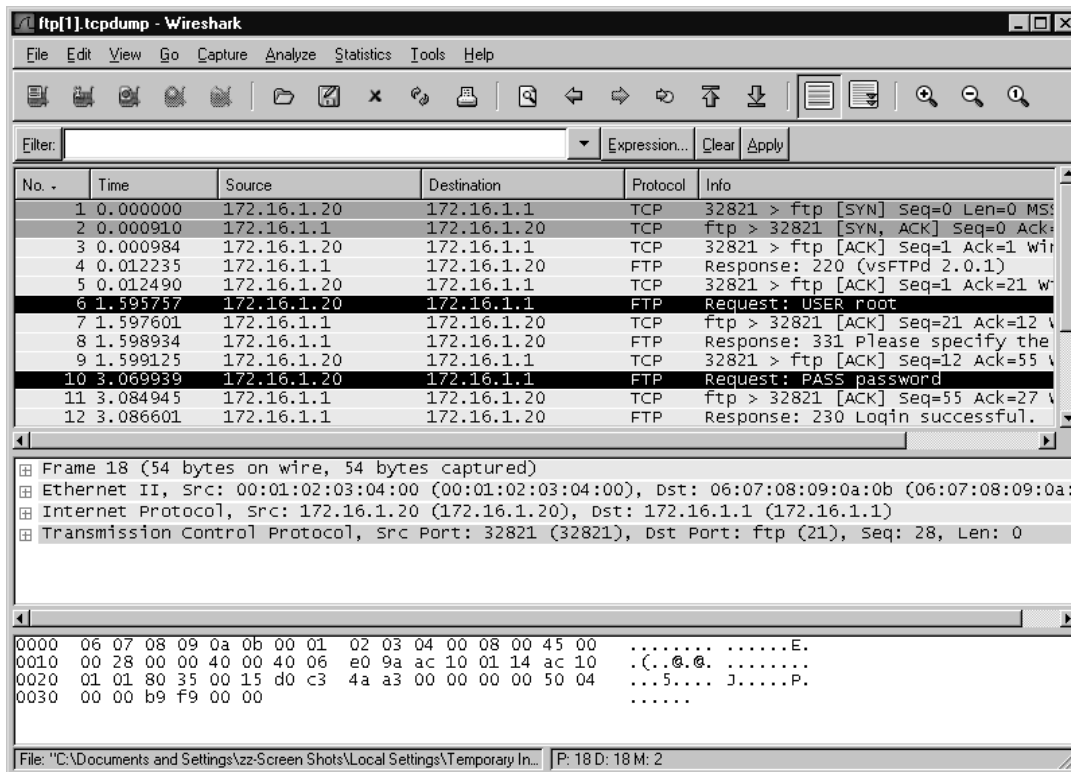 ftp[1].tcpdump - Wireshark
File Edit View Go Capture Analyze Statistics Tools Help
Filter: Expression... Clear Apply
No. - Time Source Destination Protocol Info
1 0.000000 172.16.1.20 172.16.1.1 TCP 32821 > ftp [SYN] Seq=0 Len=0 MSS
2 0.000910 172.16.1.1 172.16.1.20 TCP ftp > 32821 [SYN, ACK] Seq=0 Ack=
3 0.000984 172.16.1.20 172.16.1.1 TCP 32821 > ftp [ACK] Seq=1 Ack=1 Win
4 0.012235 172.16.1.1 172.16.1.20 FTP Response: 220 (vsFTPd 2.0.1)
5 0.012490 172.16.1.20 172.16.1.1 TCP 32821 > ftp [ACK] Seq=1 Ack=21 Wi
6 1.595757 172.16.1.20 172.16.1.1 FTP Request: USER root
7 1.597601 172.16.1.1 172.16.1.20 TCP ftp > 32821 [ACK] Seq=21 Ack=12 W
8 1.598934 172.16.1.1 172.16.1.20 FTP Response: 331 Please specify the
9 1.599125 172.16.1.20 172.16.1.1 TCP 32821 > ftp [ACK] Seq=12 Ack=55 W
10 3.069939 172.16.1.20 172.16.1.1 FTP Request: PASS password
11 3.084945 172.16.1.1 172.16.1.20 TCP ftp > 32821 [ACK] Seq=55 Ack=27 W
12 3.086601 172.16.1.1 172.16.1.20 FTP Response: 230 Login successful.
Frame 18 (54 bytes on wire, 54 bytes captured)
Ethernet II, Src: 00:01:02:03:04:00 (00:01:02:03:04:00), Dst: 06:07:08:09:0a:0b (06:07:08:09:0a:
Internet Protocol, Src: 172.16.1.20 (172.16.1.20), Dst: 172.16.1.1 (172.16.1.1)
Transmission Control Protocol, Src Port: 32821 (32821), Dst Port: ftp (21), Seq: 28, Len: 0
0000 06 07 08 09 0a 0b 00 01 02 03 04 00 08 00 45 00 ........ ......E.
0010 00 28 00 00 40 00 40 06 e0 9a ac 10 01 14 ac 10 .(..@.@. ........
0020 01 01 80 35 00 15 d0 c3 4a a3 00 00 00 00 50 04 ...5.... J.....P.
0030 00 00 b9 f9 00 00 ......
File: "C:\Documents and Settings\zz-Screen Shots\Local Settings\Temporary In... P: 18 D: 18 M: 2